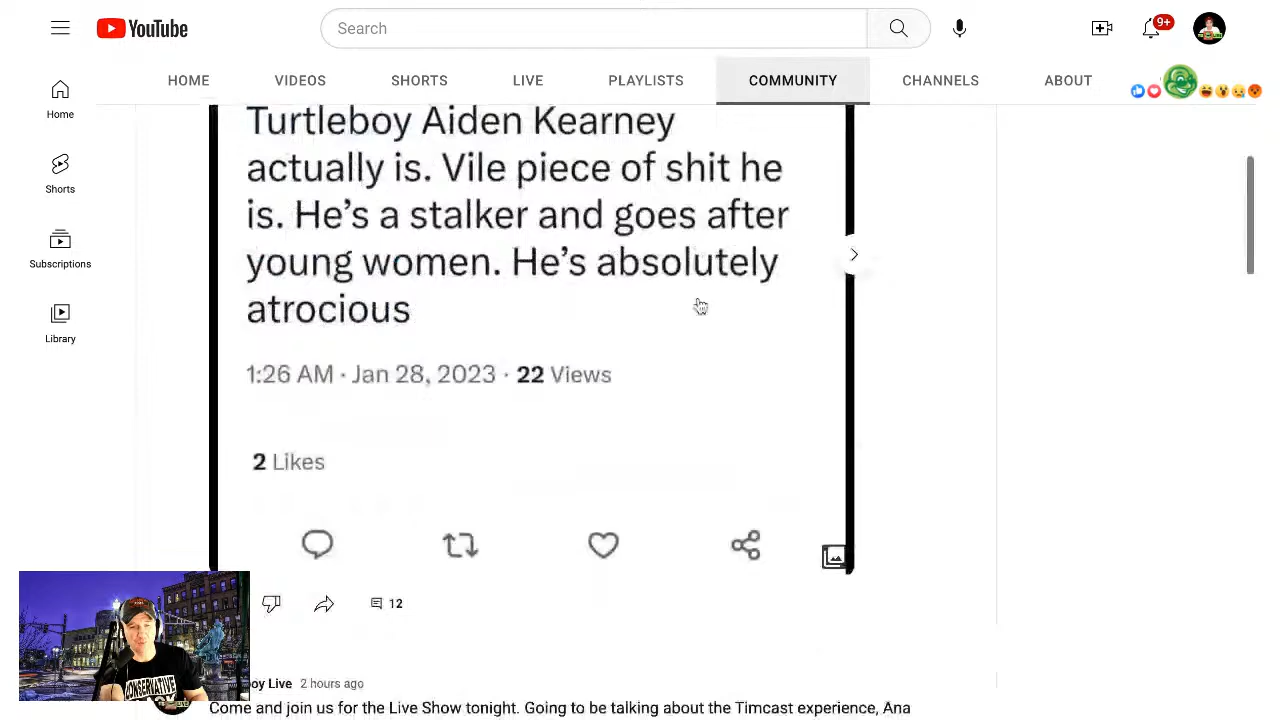 YouTube
Search
9+
HOME VIDEOS SHORTS LIVE PLAYLISTS COMMUNITY CHANNELS ABOUT
Home
Shorts
Subscriptions
Library
Turtleboy Aiden Kearney
actually is. Vile piece of shit he
is. He’s a stalker and goes after
young women. He’s absolutely
atrocious
1:26 AM · Jan 28, 2023 · 22 Views
2 Likes
12
CONSERVATIVE
oy Live 2 hours ago
Come and join us for the Live Show tonight. Going to be talking about the Timcast experience, Ana